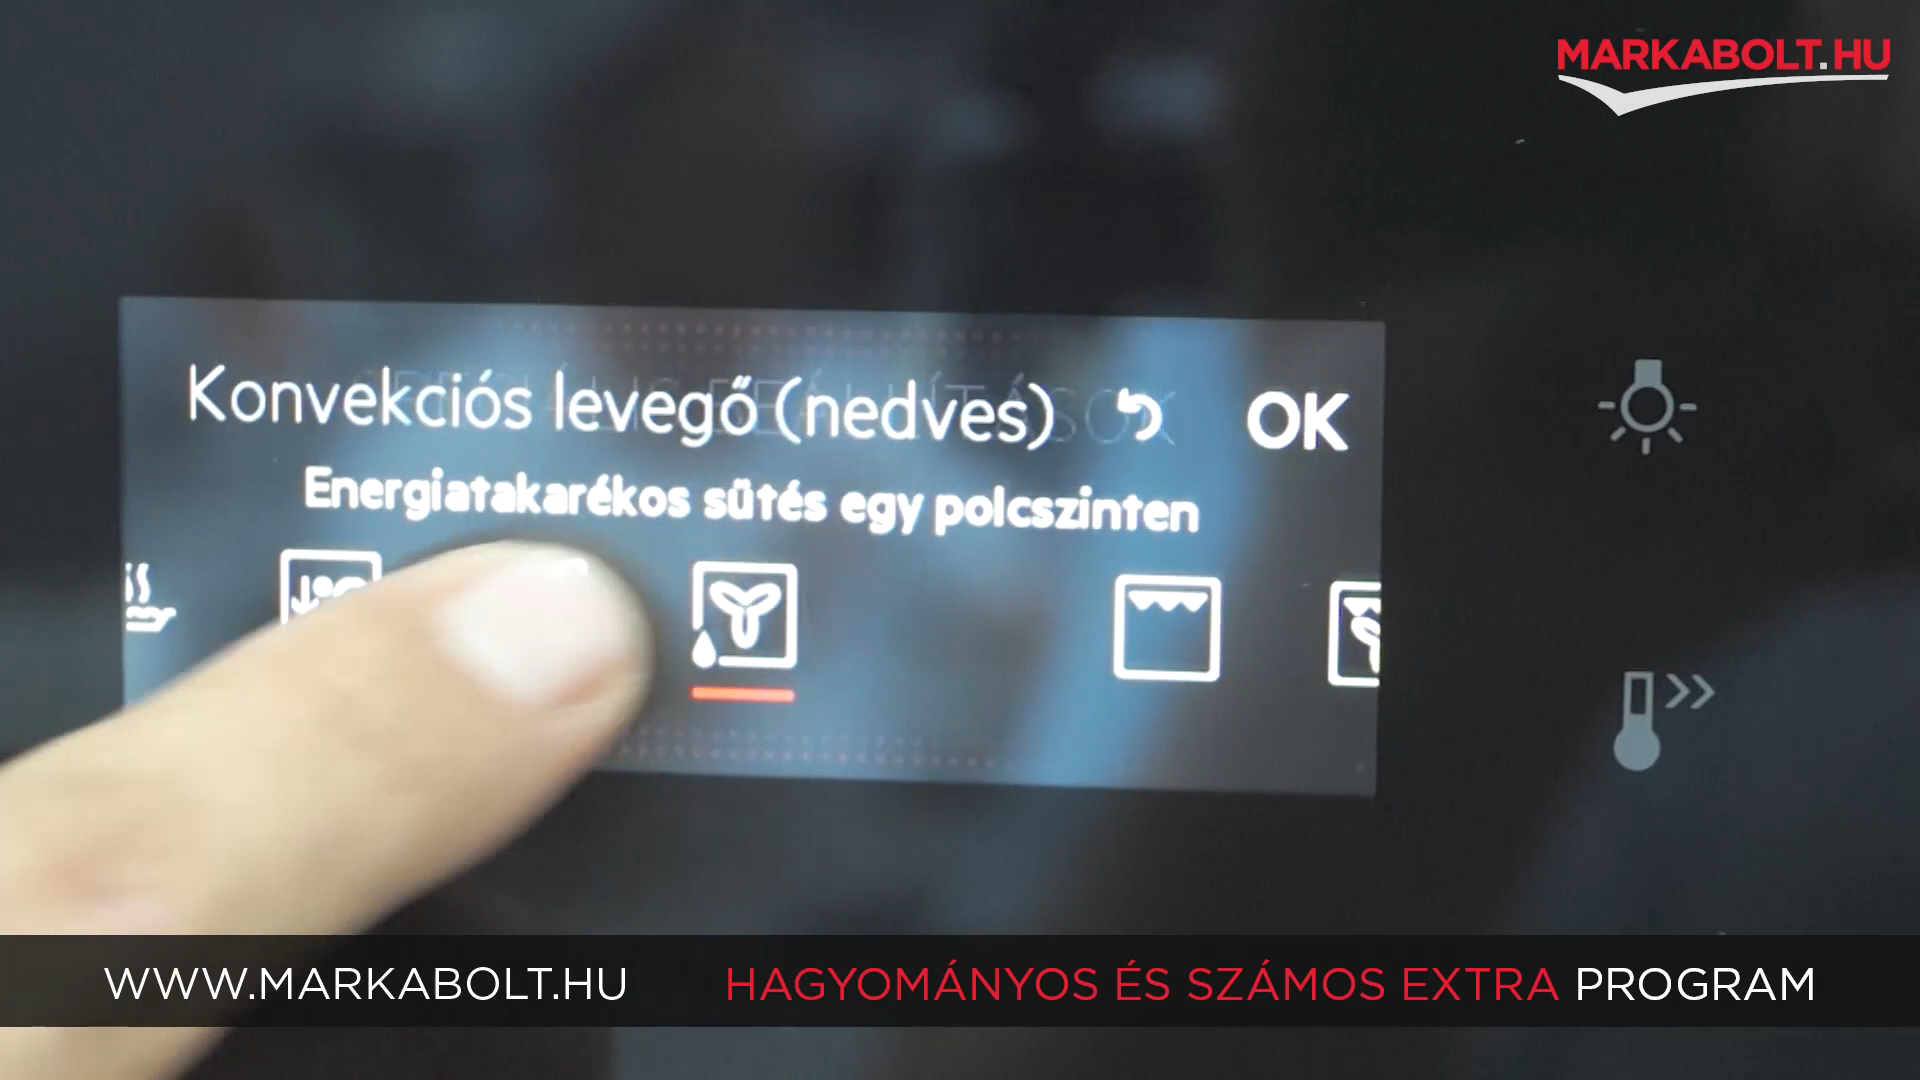 MARKABOLT.HU
Konvekciós levegő (nedves) OK
Energiatakarékos sütés egy polcszinten
WWW.MARKABOLT.HU HAGYOMÁNYOS ÉS SZÁMOS EXTRA PROGRAM